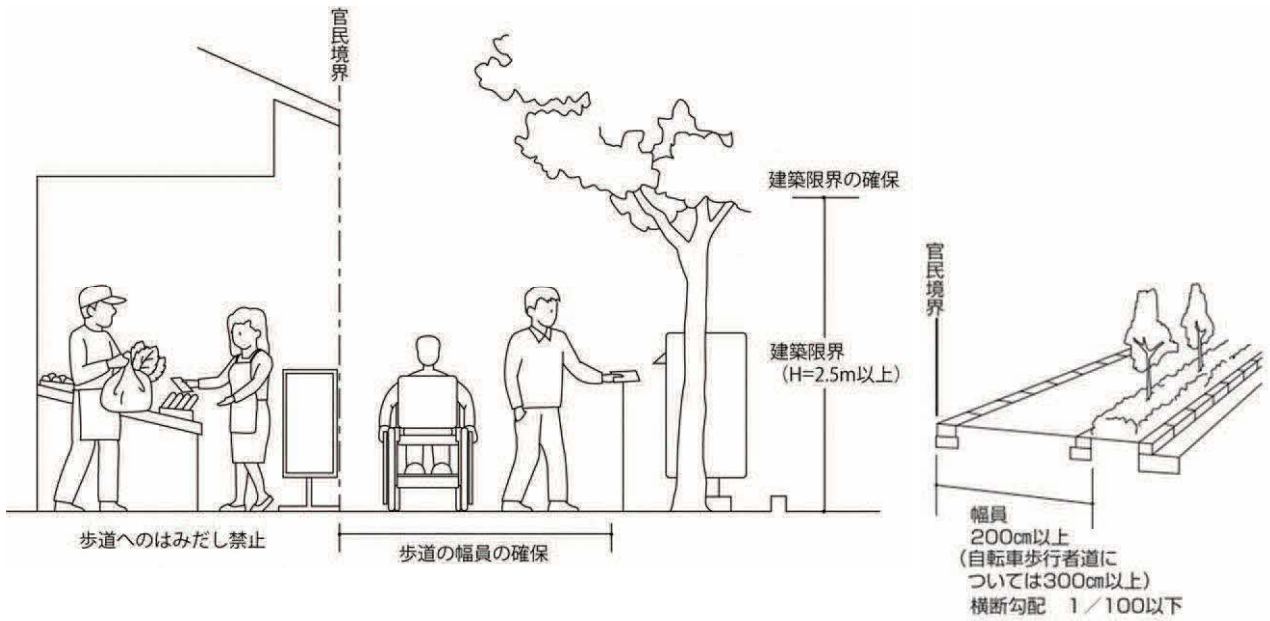 官民境界
建築限界の確保
建築限界
（H=2.5m以上）
歩道へのはみだし禁止
歩道の幅員の確保
官民境界
幅員
200㎝以上
（自転車歩行者道に
ついては300㎝以上）
横断勾配　1／100以下